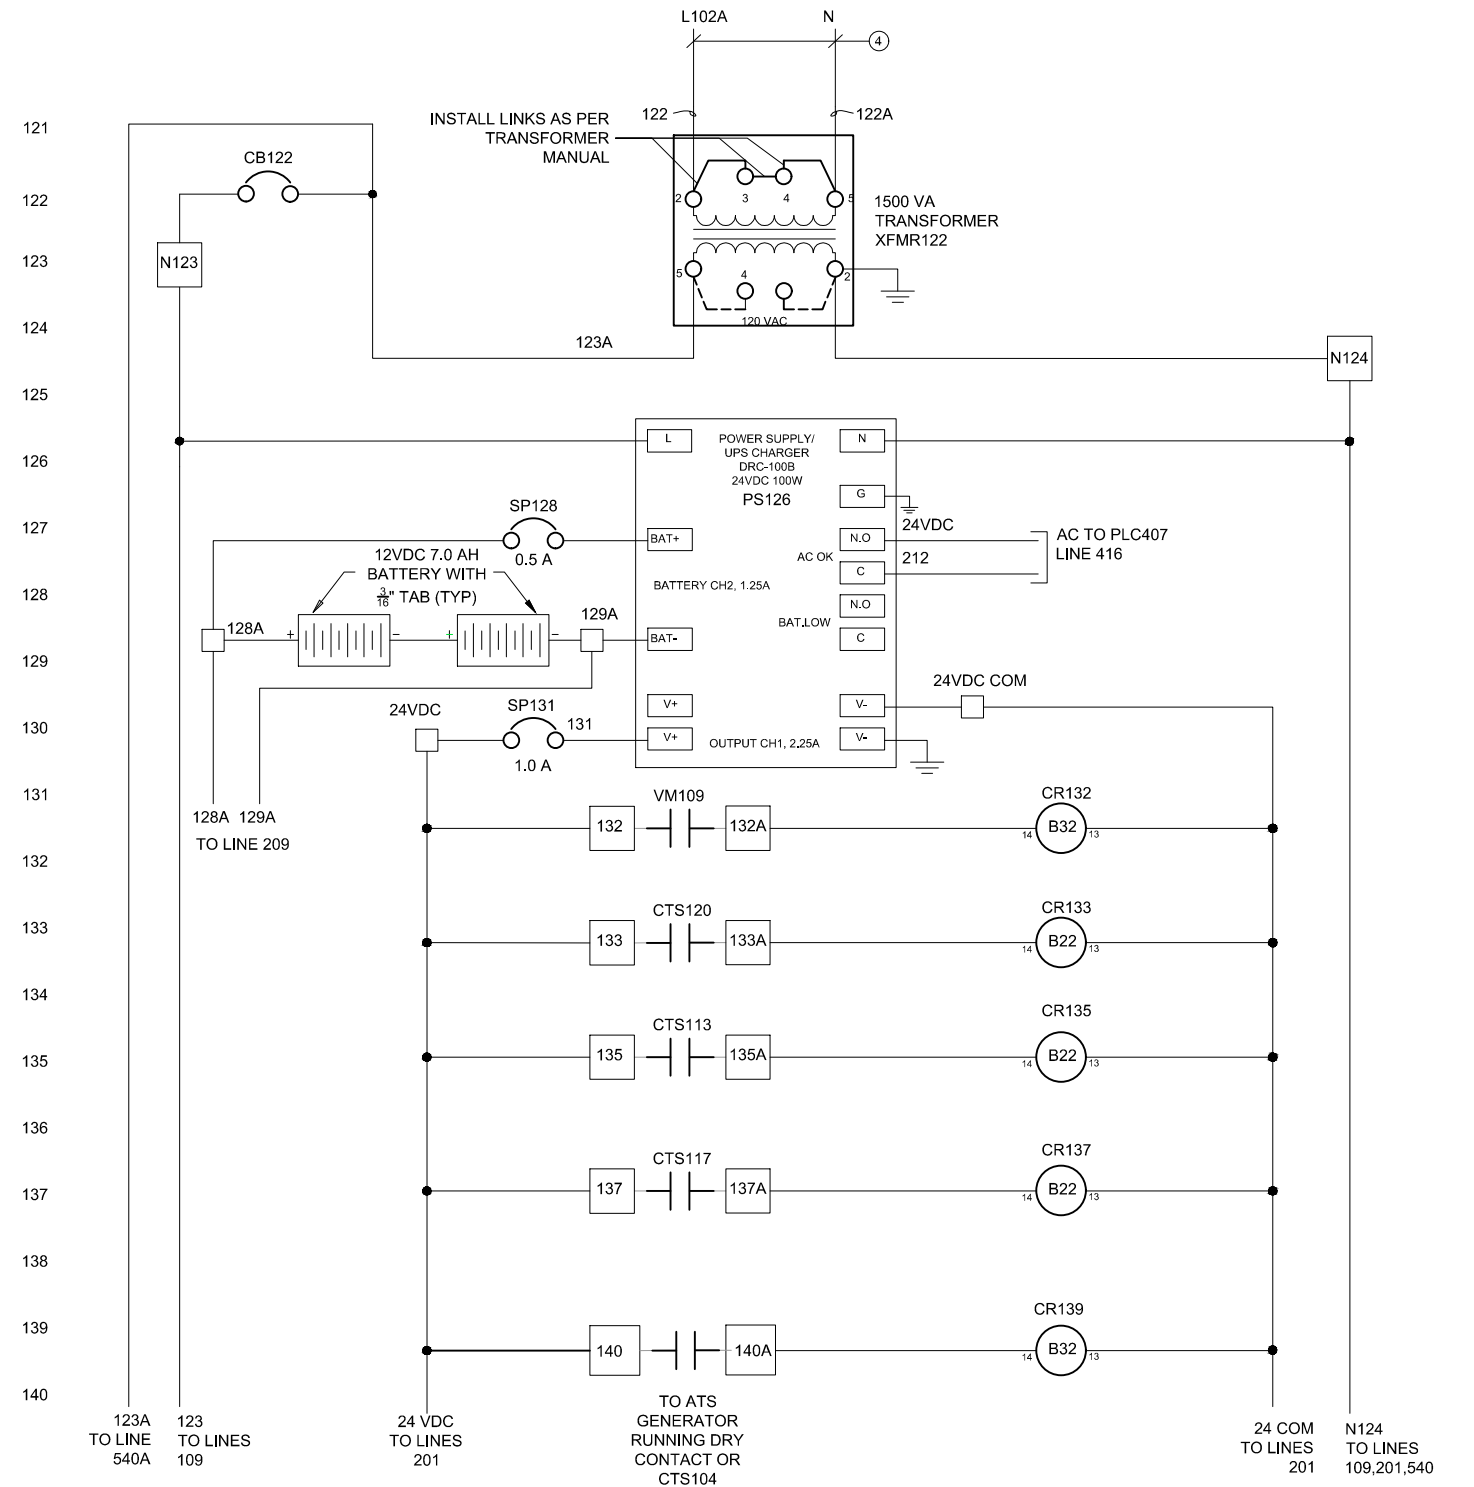 L102A
N
4
122
122A
INSTALL LINKS AS PER
TRANSFORMER
MANUAL
121
CB122
2
3
4
5
1500 VA
TRANSFORMER
XFMR122
122
N123
123
5
4
2
120 VAC
124
123A
N124
125
L
POWER SUPPLY/
UPS CHARGER
DRC-100B
24VDC 100W
PS126
N
126
G
SP128
0.5 A
127
BAT+
N.O
24VDC
AC OK
C
212
AC TO PLC407
LINE 416
12VDC 7.0 AH
BATTERY WITH
3/16" TAB (TYP)
BATTERY CH2, 1.25A
128
N.O
BAT.LOW
C
128A
+
−
+
−
129A
BAT-
129
24VDC COM
V+
V-
24VDC
SP131
131
1.0 A
130
V+
OUTPUT CH1, 2.25A
V-
131
128A 129A
TO LINE 209
VM109
132
132A
CR132
14
B32
13
132
CTS120
133
133A
CR133
14
B22
13
133
134
CTS113
135
135A
CR135
14
B22
13
135
136
CTS117
137
137A
CR137
14
B22
13
137
138
139
140
140A
CR139
14
B32
13
140
TO ATS
GENERATOR
RUNNING DRY
CONTACT OR
CTS104
123A
TO LINE
540A
123
TO LINES
109
24 VDC
TO LINES
201
24 COM
TO LINES
201
N124
TO LINES
109,201,540